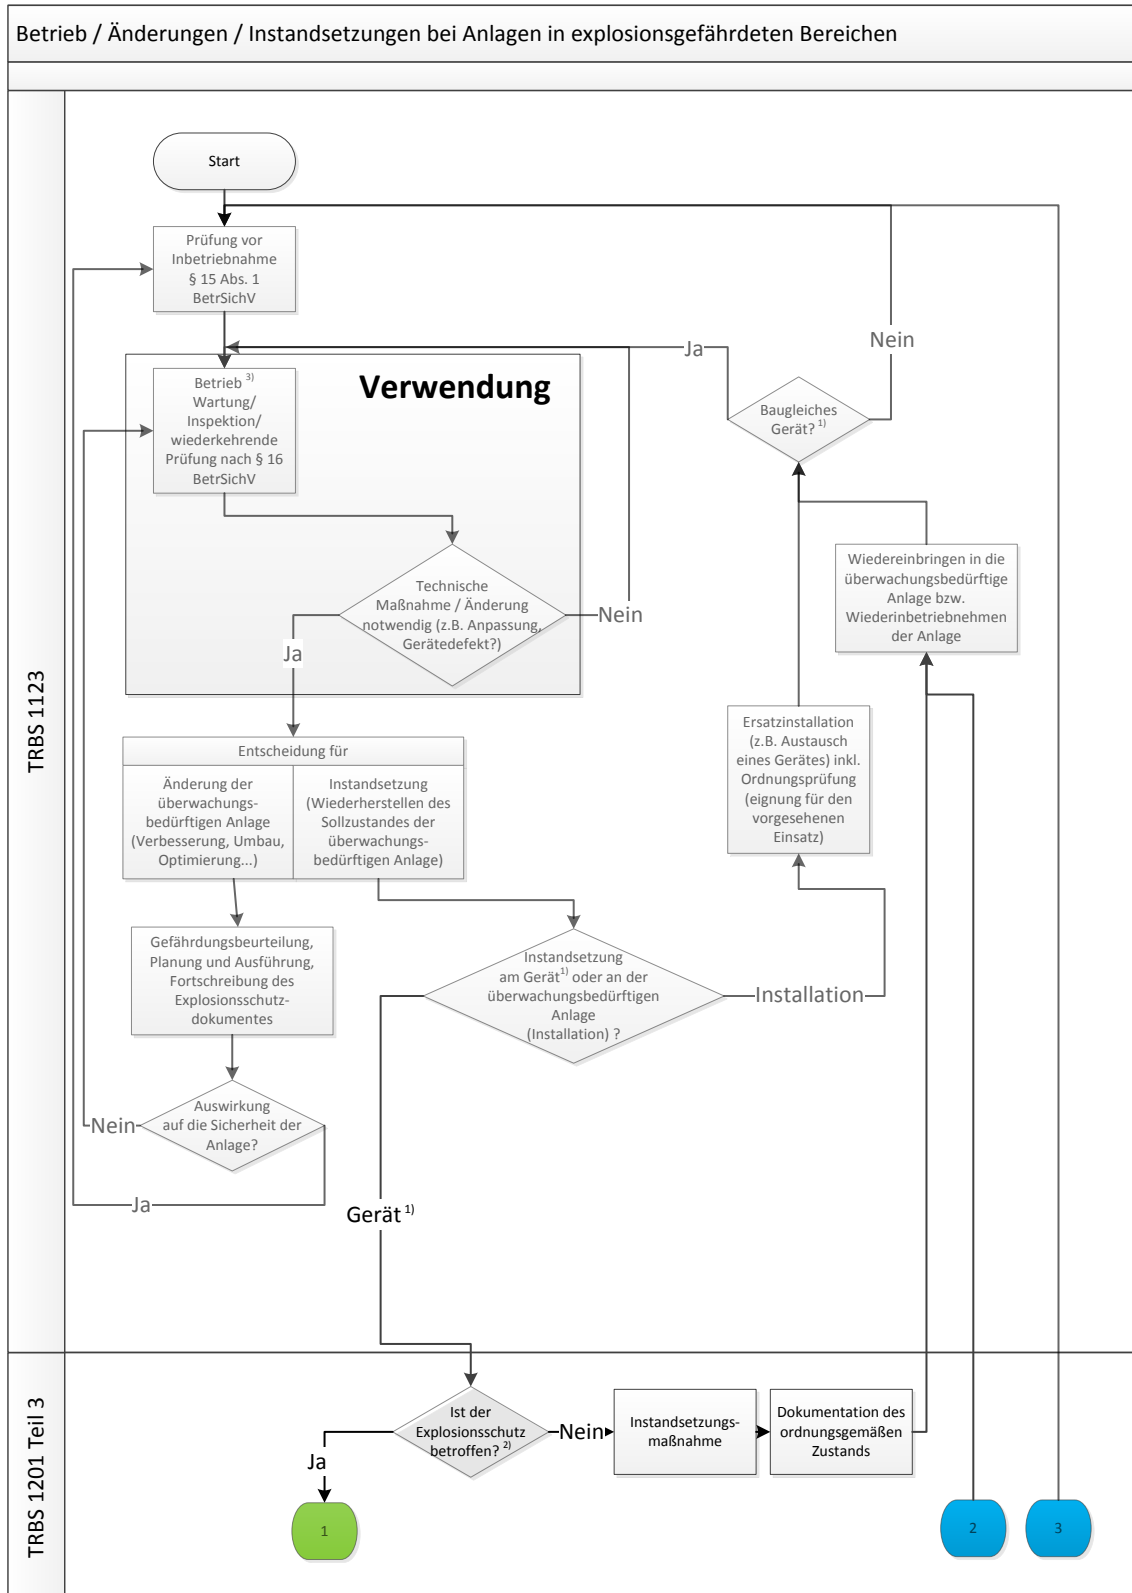 Betrieb / Änderungen / Instandsetzungen bei Anlagen in explosionsgefährdeten Bereichen
TRBS 1123
Start
Prüfung vor
Inbetriebnahme
§ 15 Abs. 1
BetrSichV
Verwendung
Betrieb 3)
Wartung/
Inspektion/
wiederkehrende
Prüfung nach § 16
BetrSichV
Technische
Maßnahme / Änderung
notwendig (z.B. Anpassung,
Gerätedefekt?)
Nein
Ja
Ja
Nein
Baugleiches
Gerät? 1)
Wiedereinbringen in die
überwachungsbedürftige
Anlage bzw.
Wiederinbetriebnehmen
der Anlage
Ersatzinstallation
(z.B. Austausch
eines Gerätes) inkl.
Ordnungsprüfung
(eignung für den
vorgesehenen
Einsatz)
Entscheidung für
Änderung der
überwachungs-
bedürftigen Anlage
(Verbesserung, Umbau,
Optimierung...)
Instandsetzung
(Wiederherstellen des
Sollzustandes der
überwachungs-
bedürftigen Anlage)
Gefährdungsbeurteilung,
Planung und Ausführung,
Fortschreibung des
Explosionsschutz-
dokumentes
Instandsetzung
am Gerät1) oder an der
überwachungsbedürftigen
Anlage
(Installation) ?
Installation
Auswirkung
auf die Sicherheit der
Anlage?
Nein
Ja
Gerät 1)
TRBS 1201 Teil 3
Ist der
Explosionsschutz
betroffen? 2)
Nein
Ja
Instandsetzungs-
maßnahme
Dokumentation des
ordnungsgemäßen
Zustands
1
2
3